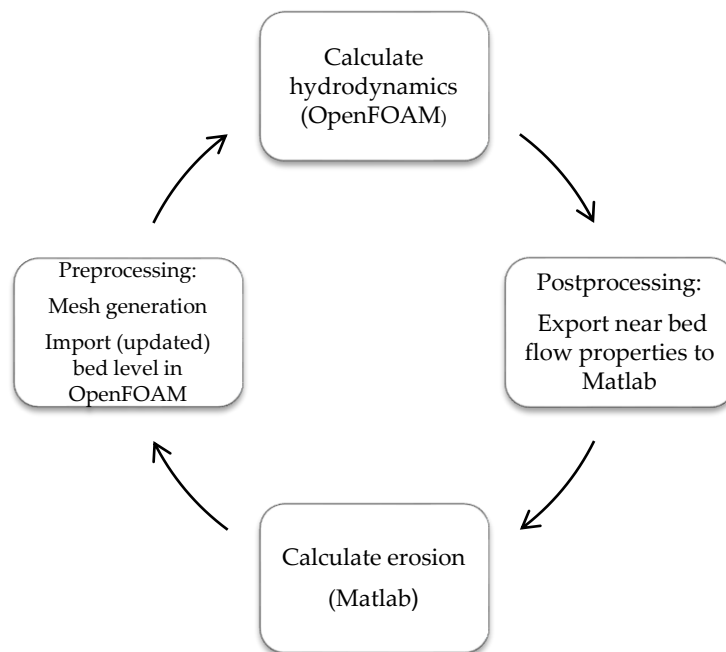 Calculate
hydrodynamics
(OpenFOAM)
Preprocessing:
Mesh generation
Import (updated)
bed level in
OpenFOAM
Postprocessing:
Export near bed
flow properties to
Matlab
Calculate erosion
(Matlab)